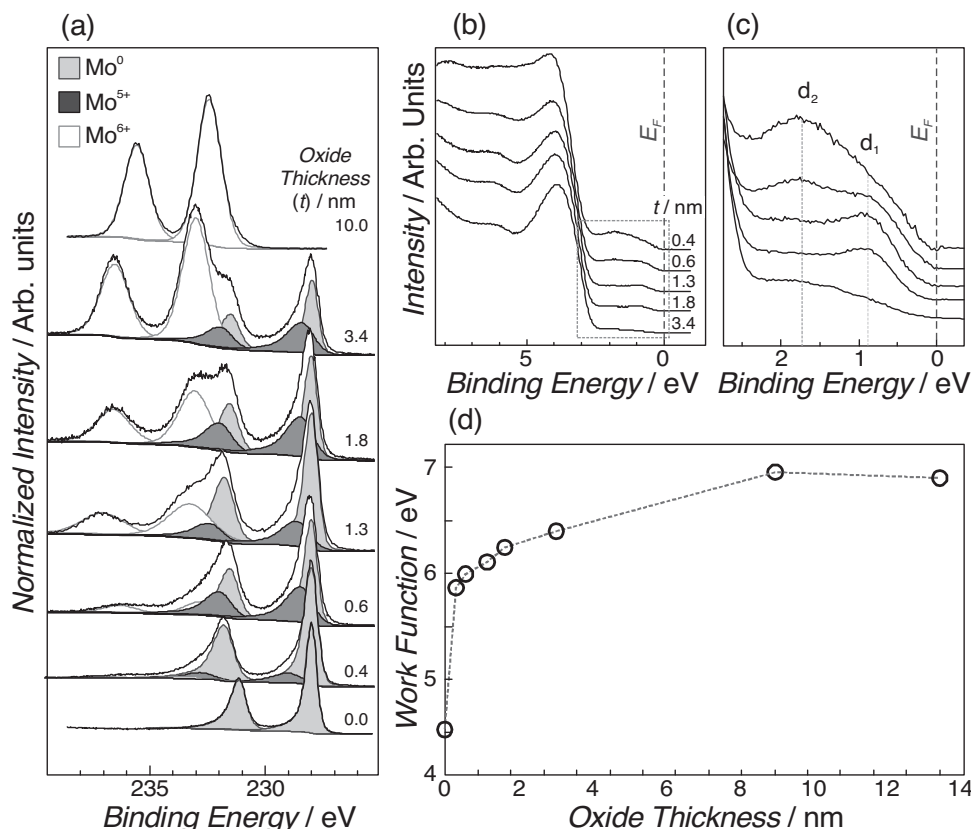 (a)
Mo⁰
Mo⁵⁺
Mo⁶⁺
Oxide
Thickness
(t) / nm
10.0
3.4
1.8
1.3
0.6
0.4
0.0
Normalized Intensity / Arb. units
235
230
Binding Energy / eV
(b)
E_F
t / nm
0.4
0.6
1.3
1.8
3.4
Intensity / Arb. Units
5
0
Binding Energy / eV
(c)
d₂
d₁
E_F
2
1
0
Binding Energy / eV
(d)
7
6
5
4
Work Function / eV
0
2
4
6
8
10
12
14
Oxide Thickness / nm